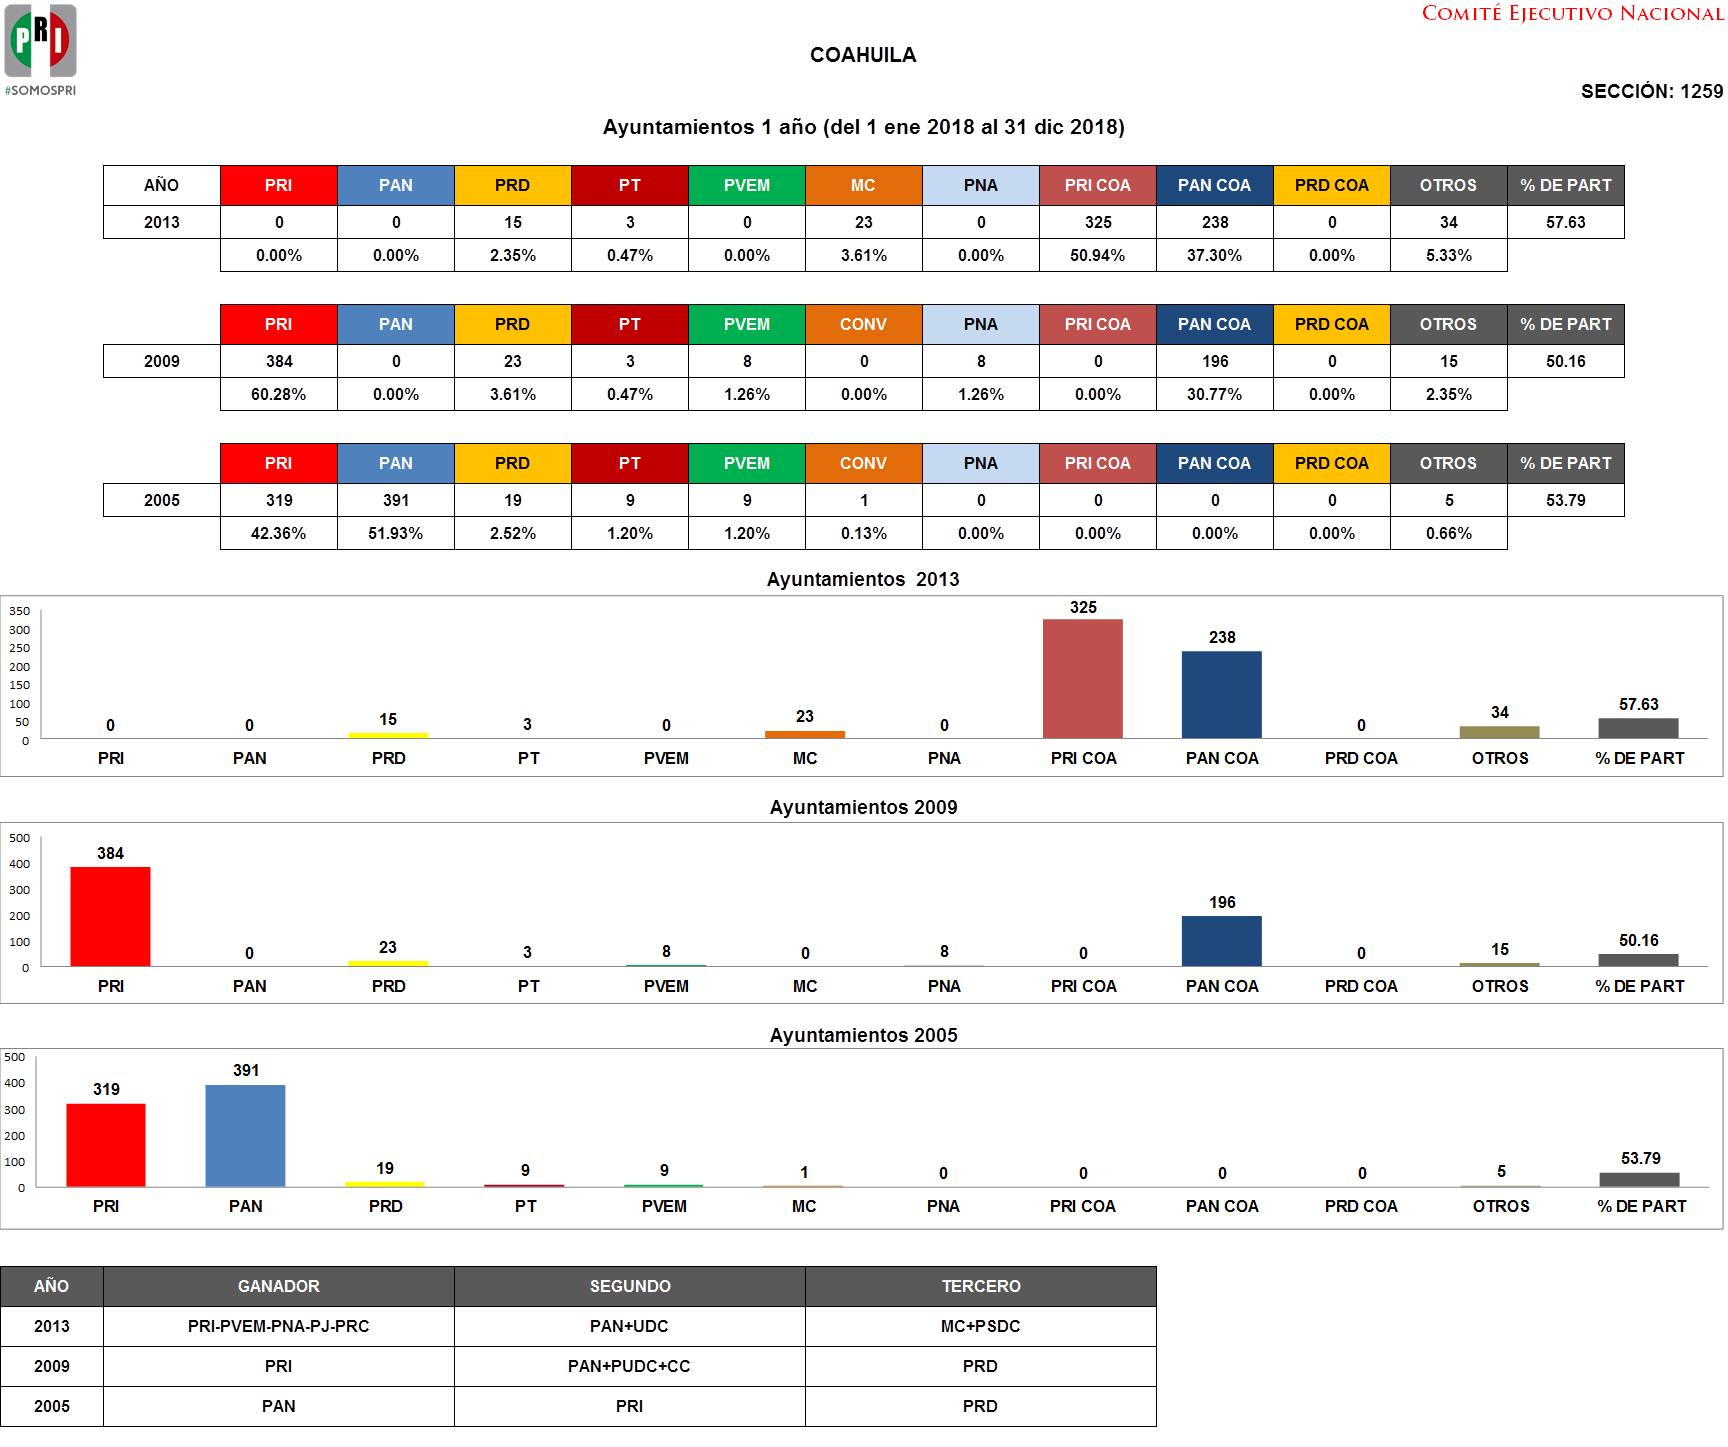 PRI
#SOMOSPRI
COMITÉ EJECUTIVO NACIONAL
COAHUILA
SECCIÓN: 1259
Ayuntamientos 1 año (del 1 ene 2018 al 31 dic 2018)
AÑO PRI PAN PRD PT PVEM MC PNA PRI COA PAN COA PRD COA OTROS % DE PART
2013 0 0 15 3 0 23 0 325 238 0 34 57.63
0.00% 0.00% 2.35% 0.47% 0.00% 3.61% 0.00% 50.94% 37.30% 0.00% 5.33%
PRI PAN PRD PT PVEM CONV PNA PRI COA PAN COA PRD COA OTROS % DE PART
2009 384 0 23 3 8 0 8 0 196 0 15 50.16
60.28% 0.00% 3.61% 0.47% 1.26% 0.00% 1.26% 0.00% 30.77% 0.00% 2.35%
PRI PAN PRD PT PVEM CONV PNA PRI COA PAN COA PRD COA OTROS % DE PART
2005 319 391 19 9 9 1 0 0 0 0 5 53.79
42.36% 51.93% 2.52% 1.20% 1.20% 0.13% 0.00% 0.00% 0.00% 0.00% 0.66%
Ayuntamientos  2013
350
300
250
200
150
100
50
0
0 0 15 3 0 23 0 325 238 0 34 57.63
PRI PAN PRD PT PVEM MC PNA PRI COA PAN COA PRD COA OTROS % DE PART
Ayuntamientos 2009
500
400
300
200
100
0
384 0 23 3 8 0 8 0 196 0 15 50.16
PRI PAN PRD PT PVEM MC PNA PRI COA PAN COA PRD COA OTROS % DE PART
Ayuntamientos 2005
500
400
300
200
100
0
319 391 19 9 9 1 0 0 0 0 5 53.79
PRI PAN PRD PT PVEM MC PNA PRI COA PAN COA PRD COA OTROS % DE PART
AÑO GANADOR SEGUNDO TERCERO
2013 PRI-PVEM-PNA-PJ-PRC PAN+UDC MC+PSDC
2009 PRI PAN+PUDC+CC PRD
2005 PAN PRI PRD